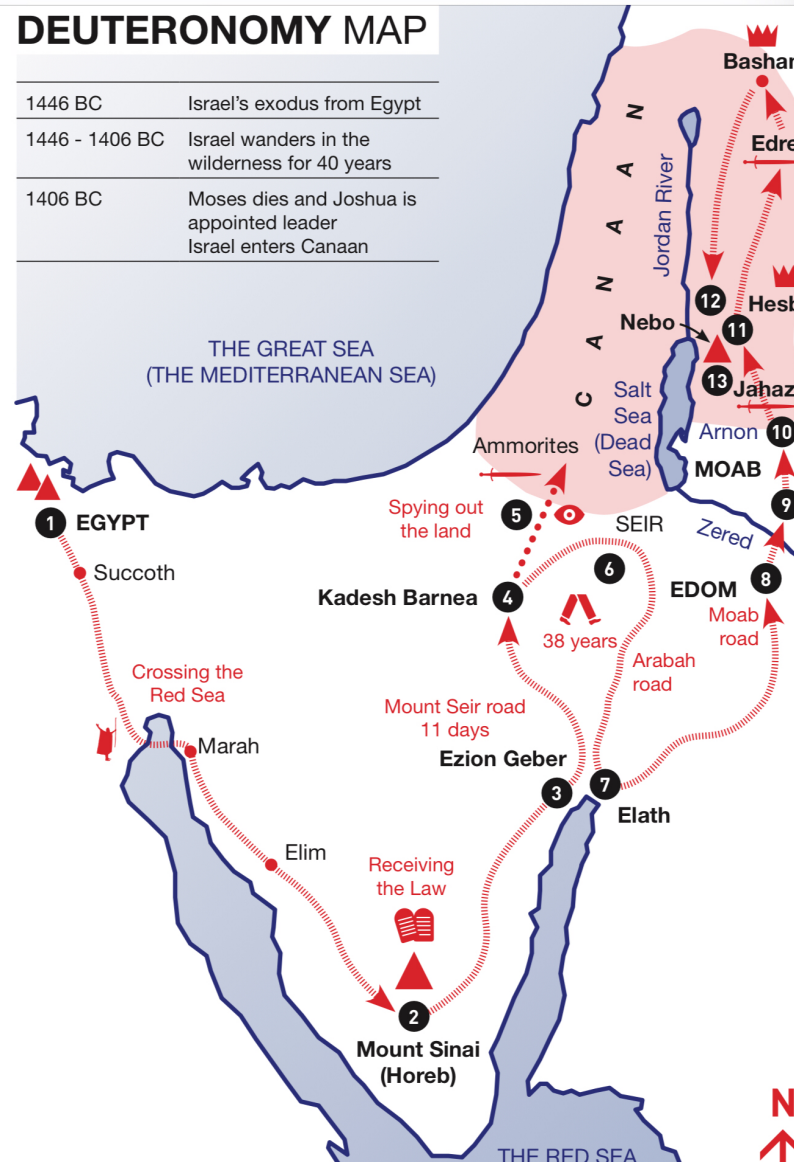 DEUTERONOMY MAP
1446 BC Israel's exodus from Egypt
1446 - 1406 BC Israel wanders in the
wilderness for 40 years
1406 BC Moses dies and Joshua is
appointed leader
Israel enters Canaan
THE GREAT SEA
(THE MEDITERRANEAN SEA)
CANAAN
Jordan River
Bashan
Edre
12
Hesb
11
Nebo
13
Jahaz
Salt
Sea
(Dead
Sea)
Arnon
10
MOAB
9
Ammorites
Spying out
the land
5
SEIR
Zered
1
EGYPT
Succoth
Kadesh Barnea
4
6
38 years
EDOM
8
Moab
road
Arabah
road
Crossing the
Red Sea
Marah
Mount Seir road
11 days
Ezion Geber
3
7
Elath
Elim
Receiving
the Law
2
Mount Sinai
(Horeb)
N
THE RED SEA